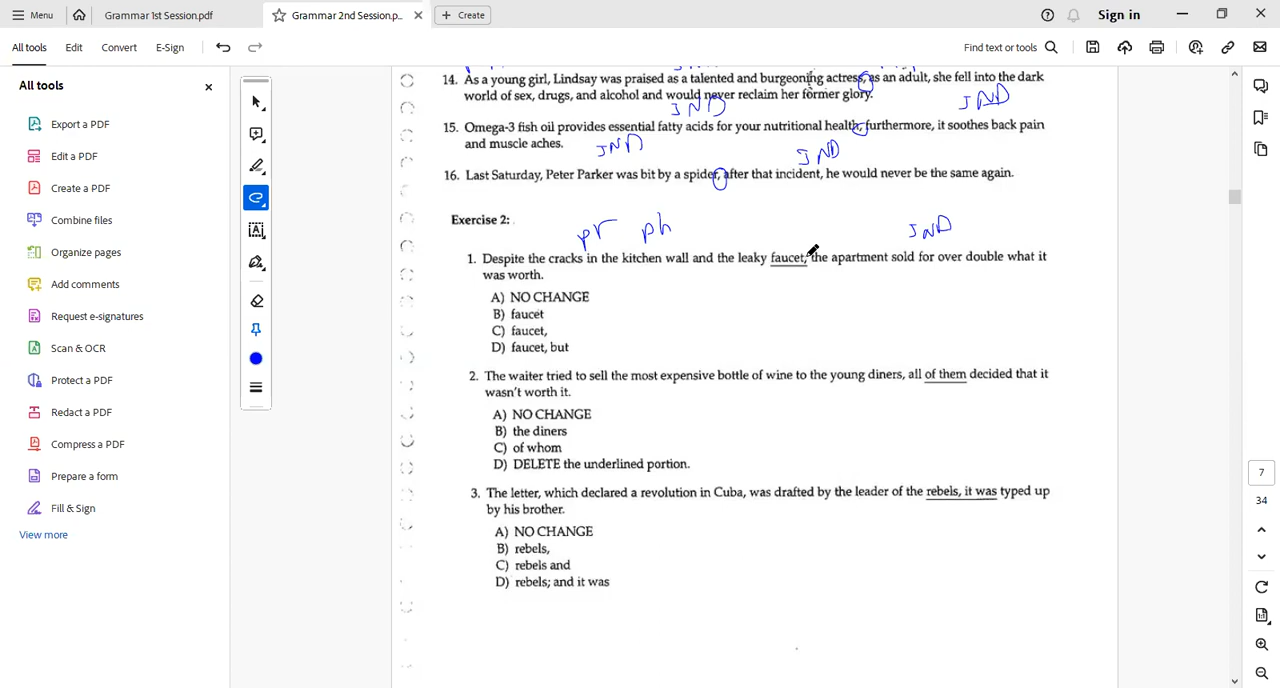 Menu
Grammar 1st Session.pdf
Grammar 2nd Session.p...
Create
Sign in
All tools
Edit
Convert
E-Sign
Find text or tools
All tools
Export a PDF
Edit a PDF
Create a PDF
Combine files
Organize pages
Add comments
Request e-signatures
Scan & OCR
Protect a PDF
Redact a PDF
Compress a PDF
Prepare a form
Fill & Sign
View more
14. As a young girl, Lindsay was praised as a talented and burgeoning actress, as an adult, she fell into the dark
world of sex, drugs, and alcohol and would never reclaim her former glory.
IND IND
15. Omega-3 fish oil provides essential fatty acids for your nutritional health, furthermore, it soothes back pain
and muscle aches.
IND IND
16. Last Saturday, Peter Parker was bit by a spider, after that incident, he would never be the same again.
Exercise 2:
pr ph IND
1. Despite the cracks in the kitchen wall and the leaky faucet, the apartment sold for over double what it
was worth.
A) NO CHANGE
B) faucet
C) faucet,
D) faucet, but
2. The waiter tried to sell the most expensive bottle of wine to the young diners, all of them decided that it
wasn't worth it.
A) NO CHANGE
B) the diners
C) of whom
D) DELETE the underlined portion.
3. The letter, which declared a revolution in Cuba, was drafted by the leader of the rebels, it was typed up
by his brother.
A) NO CHANGE
B) rebels,
C) rebels and
D) rebels; and it was
7
34